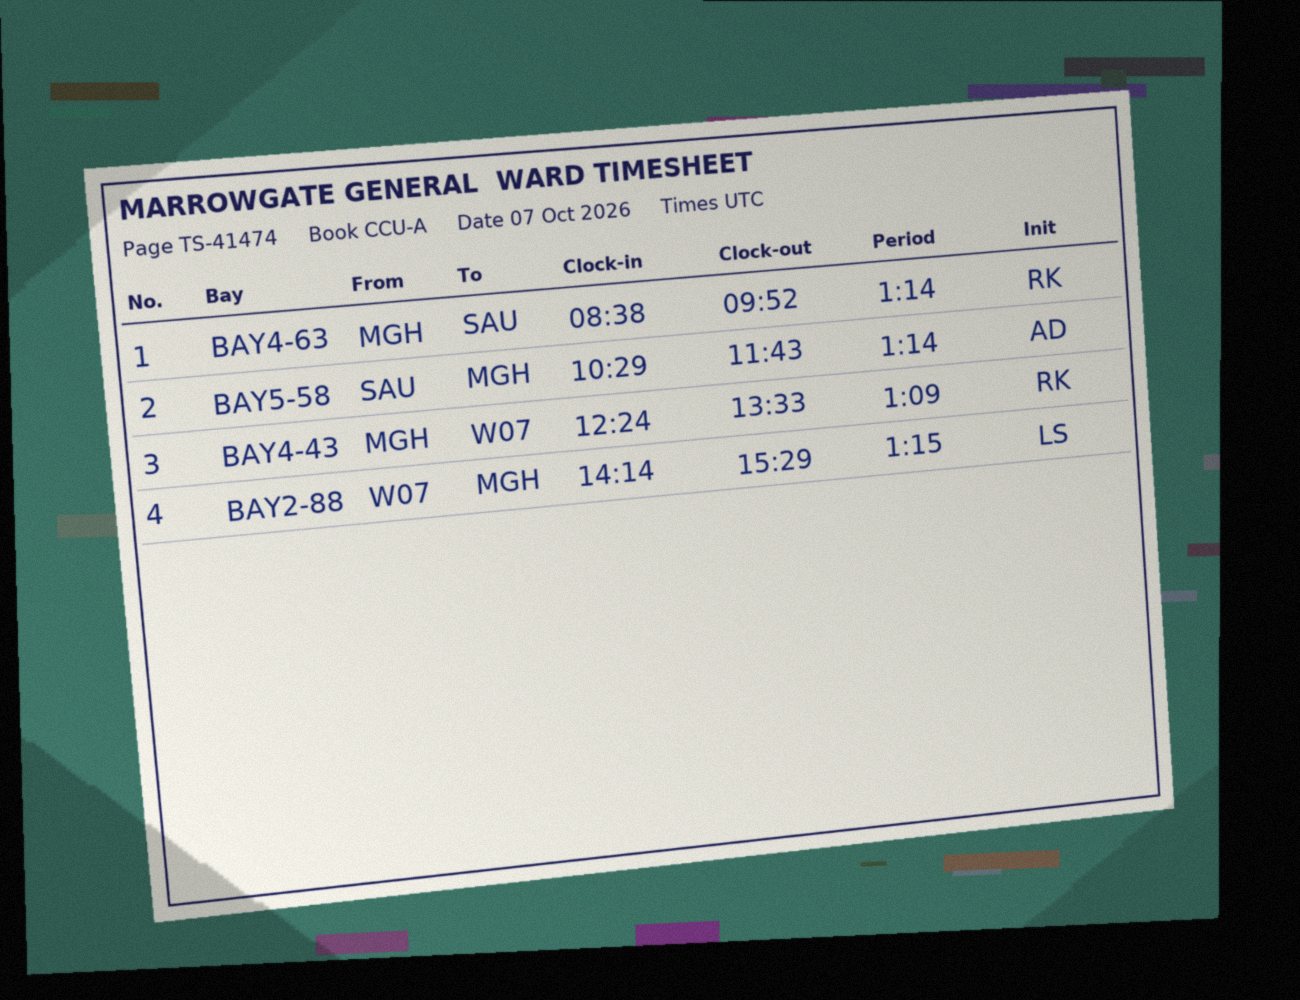 MARROWGATE GENERAL WARD TIMESHEET
Page TS-41474 Book CCU-A Date 07 Oct 2026 Times UTC
No. Bay From To Clock-in Clock-out Period Init
1 BAY4-63 MGH SAU 08:38 09:52 1:14 RK
2 BAY5-58 SAU MGH 10:29 11:43 1:14 AD
3 BAY4-43 MGH W07 12:24 13:33 1:09 RK
4 BAY2-88 W07 MGH 14:14 15:29 1:15 LS